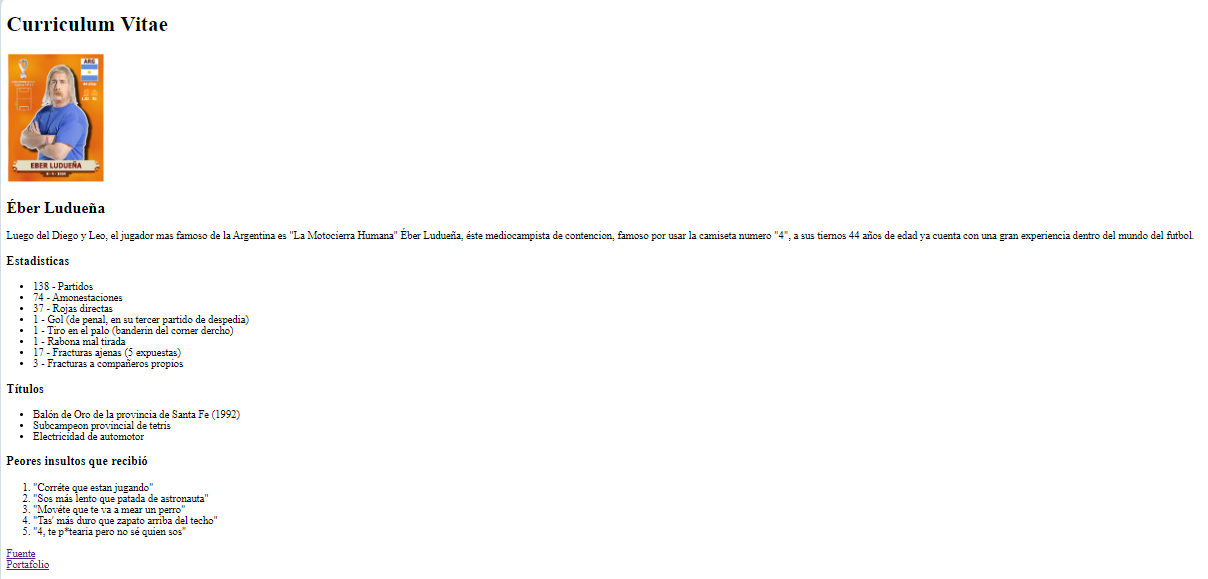 Curriculum Vitae
ARG
EBER LUDUEÑA
Éber Ludueña
Luego del Diego y Leo, el jugador mas famoso de la Argentina es "La Motocierra Humana" Éber Ludueña, éste mediocampista de contencion, famoso por usar la camiseta numero "4", a sus tiernos 44 años de edad ya cuenta con una gran experiencia dentro del mundo del futbol.
Estadisticas
• 138 - Partidos
• 74 - Amonestaciones
• 37 - Rojas directas
• 1 - Gol (de penal, en su tercer partido de despedia)
• 1 - Tiro en el palo (banderin del corner dercho)
• 1 - Rabona mal tirada
• 17 - Fracturas ajenas (5 expuestas)
• 3 - Fracturas a compañeros propios
Títulos
• Balón de Oro de la provincia de Santa Fe (1992)
• Subcampeon provincial de tetris
• Electricidad de automotor
Peores insultos que recibió
1. "Corréte que estan jugando"
2. "Sos más lento que patada de astronauta"
3. "Movéte que te va a mear un perro"
4. "Tas' más duro que zapato arriba del techo"
5. "4, te p*tearia pero no sé quien sos"
Fuente
Portafolio